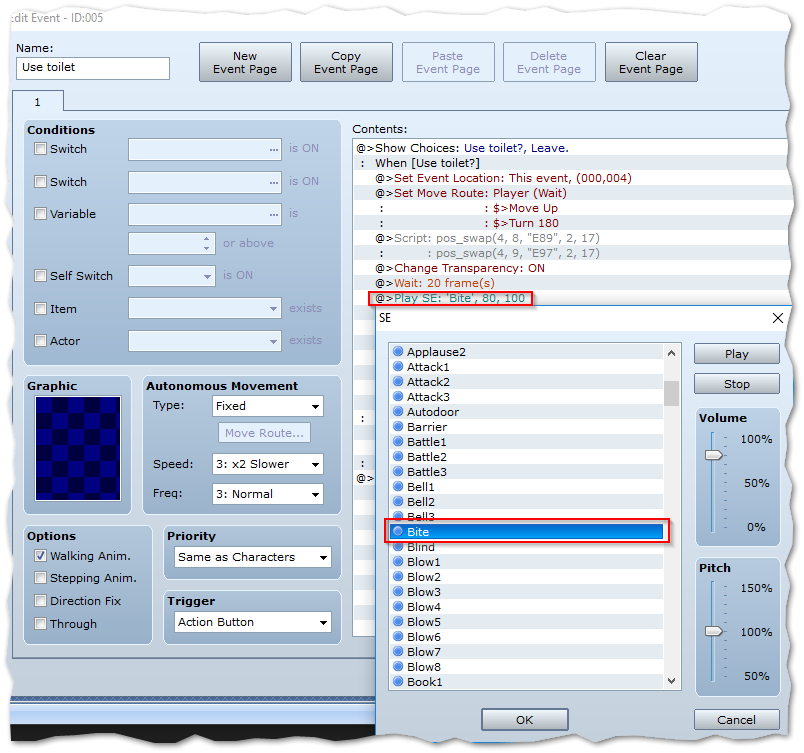 dit Event - ID:005
Name:
Use toilet
New
Event Page
Copy
Event Page
Paste
Event Page
Delete
Event Page
Clear
Event Page
1
Conditions
Switch
... is ON
Switch
... is ON
Variable
... is
or above
Self Switch
is ON
Item
exists
Actor
exists
Graphic
Autonomous Movement
Type:
Fixed
Move Route...
Speed:
3: x2 Slower
Freq:
3: Normal
Options
Walking Anim.
Stepping Anim.
Direction Fix
Through
Priority
Same as Characters
Trigger
Action Button
Contents:
@>Show Choices: Use toilet?, Leave.
: When [Use toilet?]
@>Set Event Location: This event, (000,004)
@>Set Move Route: Player (Wait)
: : $>Move Up
: : $>Turn 180
@>Script: pos_swap(4, 8, "E89", 2, 17)
: : pos_swap(4, 9, "E97", 2, 17)
@>Change Transparency: ON
@>Wait: 20 frame(s)
@>Play SE: 'Bite', 80, 100
:
:
@>
SE
Applause2
Attack1
Attack2
Attack3
Autodoor
Barrier
Battle1
Battle2
Battle3
Bell1
Bell2
Bell3
Bite
Blind
Blow1
Blow2
Blow3
Blow4
Blow5
Blow6
Blow7
Blow8
Book1
Play
Stop
Volume
100%
50%
0%
Pitch
150%
100%
50%
OK
Cancel